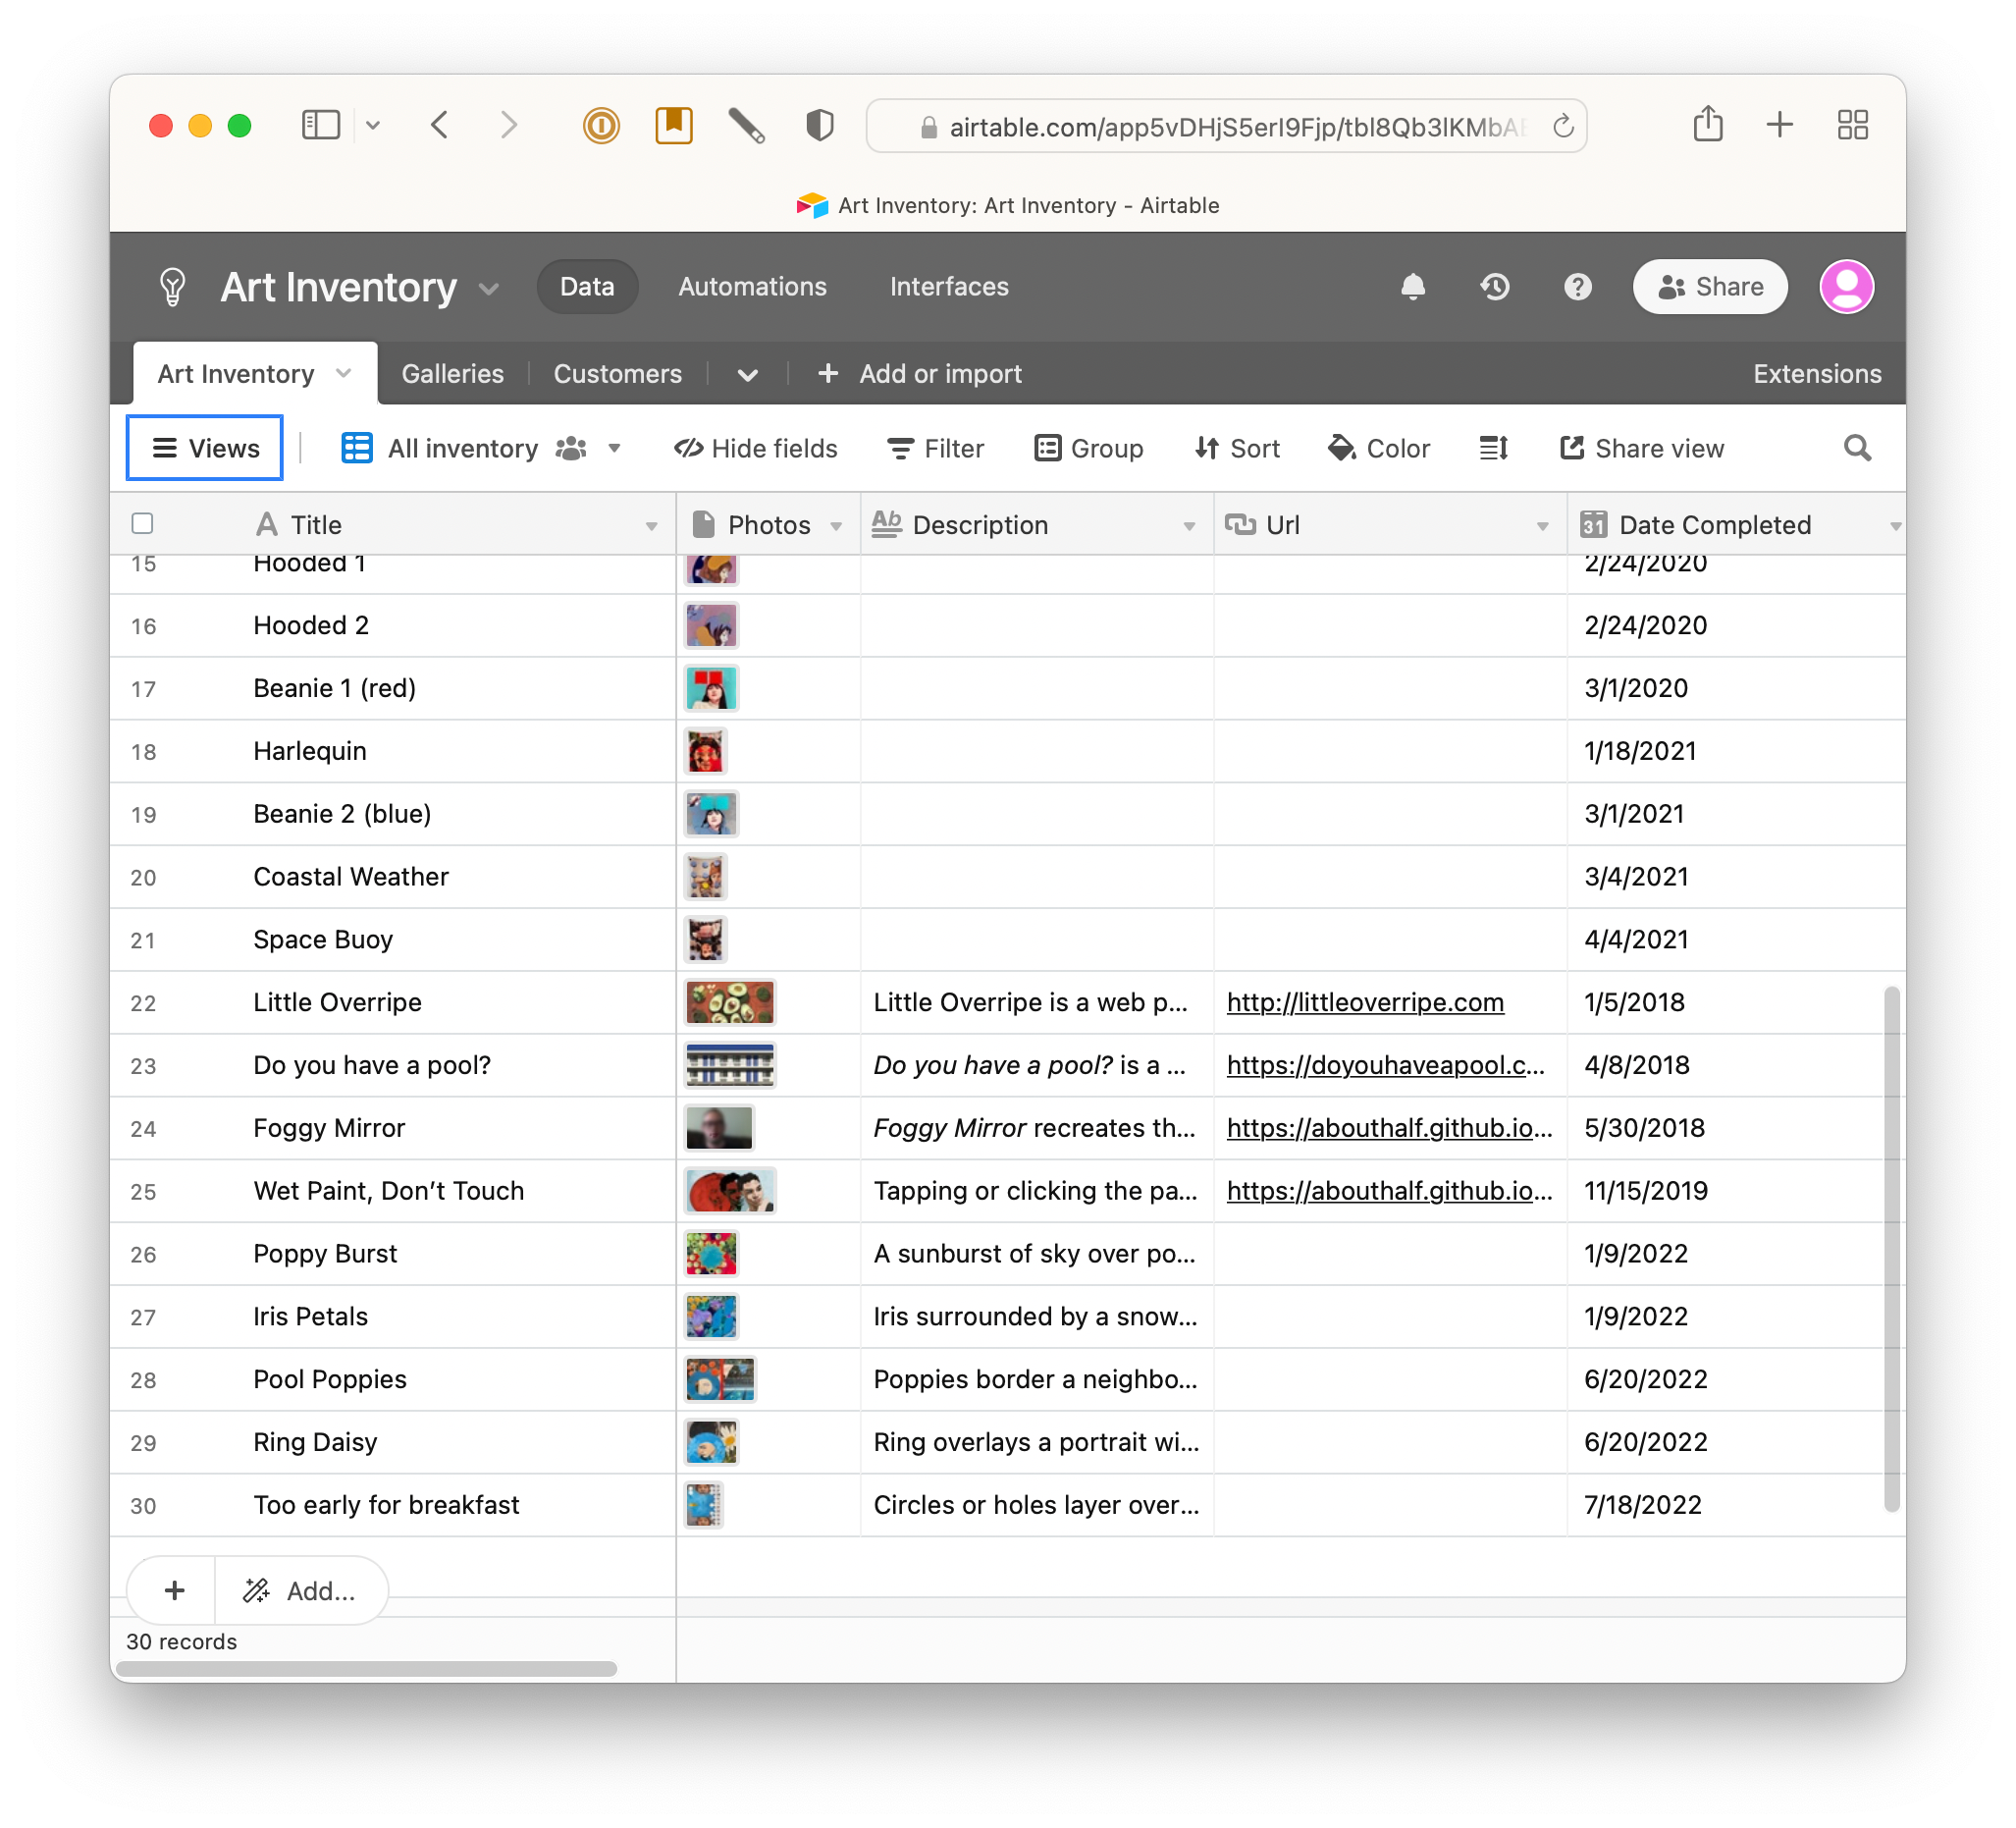 airtable.com/app5vDHjS5erI9Fjp/tbl8Qb3lKMbA
Art Inventory: Art Inventory - Airtable
Art Inventory Data Automations Interfaces Share
Art Inventory Galleries Customers Add or import Extensions
Views All inventory Hide fields Filter Group Sort Color Share view
Title Photos Description Url Date Completed
15 Hooded 1 2/24/2020
16 Hooded 2 2/24/2020
17 Beanie 1 (red) 3/1/2020
18 Harlequin 1/18/2021
19 Beanie 2 (blue) 3/1/2021
20 Coastal Weather 3/4/2021
21 Space Buoy 4/4/2021
22 Little Overripe Little Overripe is a web p... http://littleoverripe.com 1/5/2018
23 Do you have a pool? Do you have a pool? is a ... https://doyouhaveapool.c... 4/8/2018
24 Foggy Mirror Foggy Mirror recreates th... https://abouthalf.github.io... 5/30/2018
25 Wet Paint, Don’t Touch Tapping or clicking the pa... https://abouthalf.github.io... 11/15/2019
26 Poppy Burst A sunburst of sky over po... 1/9/2022
27 Iris Petals Iris surrounded by a snow... 1/9/2022
28 Pool Poppies Poppies border a neighbo... 6/20/2022
29 Ring Daisy Ring overlays a portrait wi... 6/20/2022
30 Too early for breakfast Circles or holes layer over... 7/18/2022
+ Add...
30 records